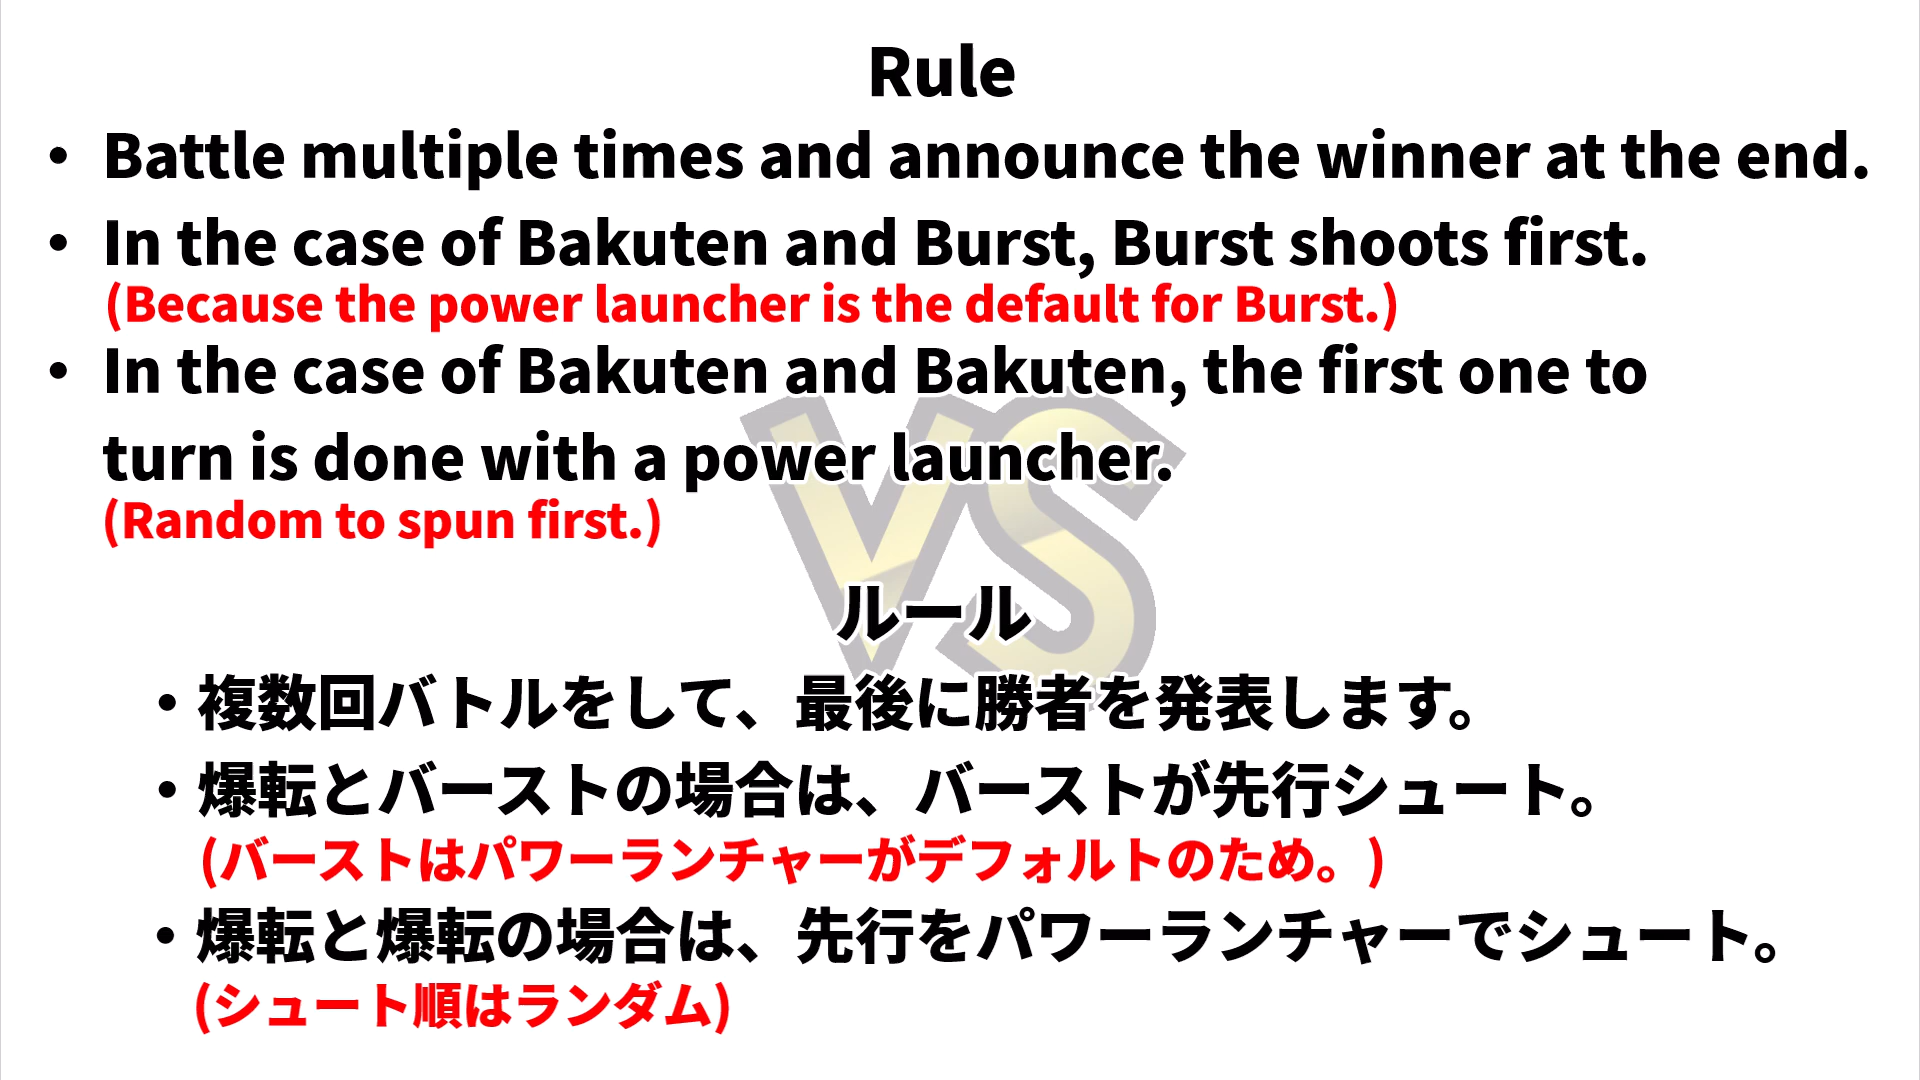 Rule
• Battle multiple times and announce the winner at the end.
• In the case of Bakuten and Burst, Burst shoots first.
(Because the power launcher is the default for Burst.)
• In the case of Bakuten and Bakuten, the first one to
turn is done with a power launcher.
(Random to spun first.)
VS
ルール
・複数回バトルをして、最後に勝者を発表します。
・爆転とバーストの場合は、バーストが先行シュート。
(バーストはパワーランチャーがデフォルトのため。)
・爆転と爆転の場合は、先行をパワーランチャーでシュート。
(シュート順はランダム)